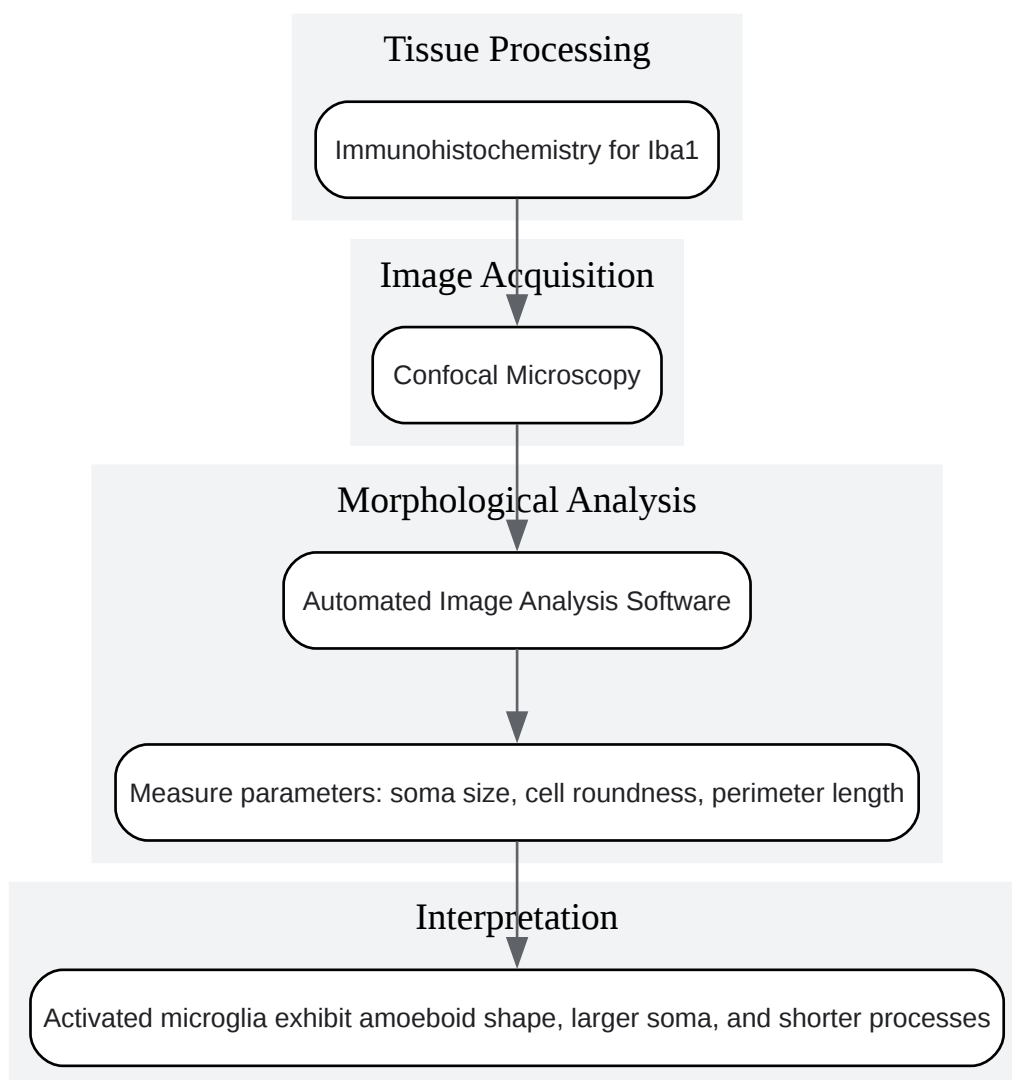 Tissue Processing
Immunohistochemistry for Iba1
Image Acquisition
Confocal Microscopy
Morphological Analysis
Automated Image Analysis Software
Measure parameters: soma size, cell roundness, perimeter length
Interpretation
Activated microglia exhibit amoeboid shape, larger soma, and shorter processes